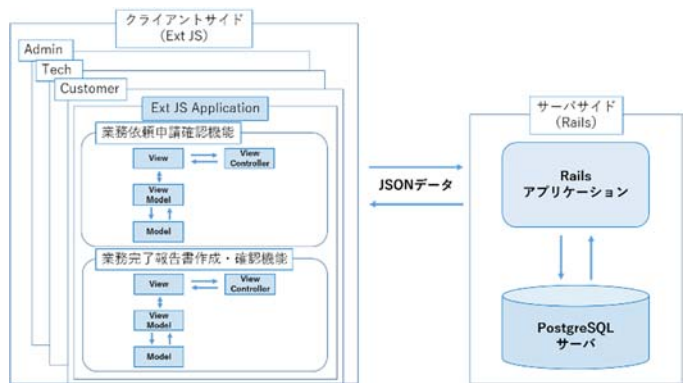 クライアントサイド
(Ext JS)
Admin
Tech
Customer
Ext JS Application
業務依頼申請確認機能
View
View
Controller
View
Model
Model
業務完了報告書作成・確認機能
View
View
Controller
View
Model
Model
JSONデータ
サーバサイド
(Rails)
Rails
アプリケーション
PostgreSQL
サーバ